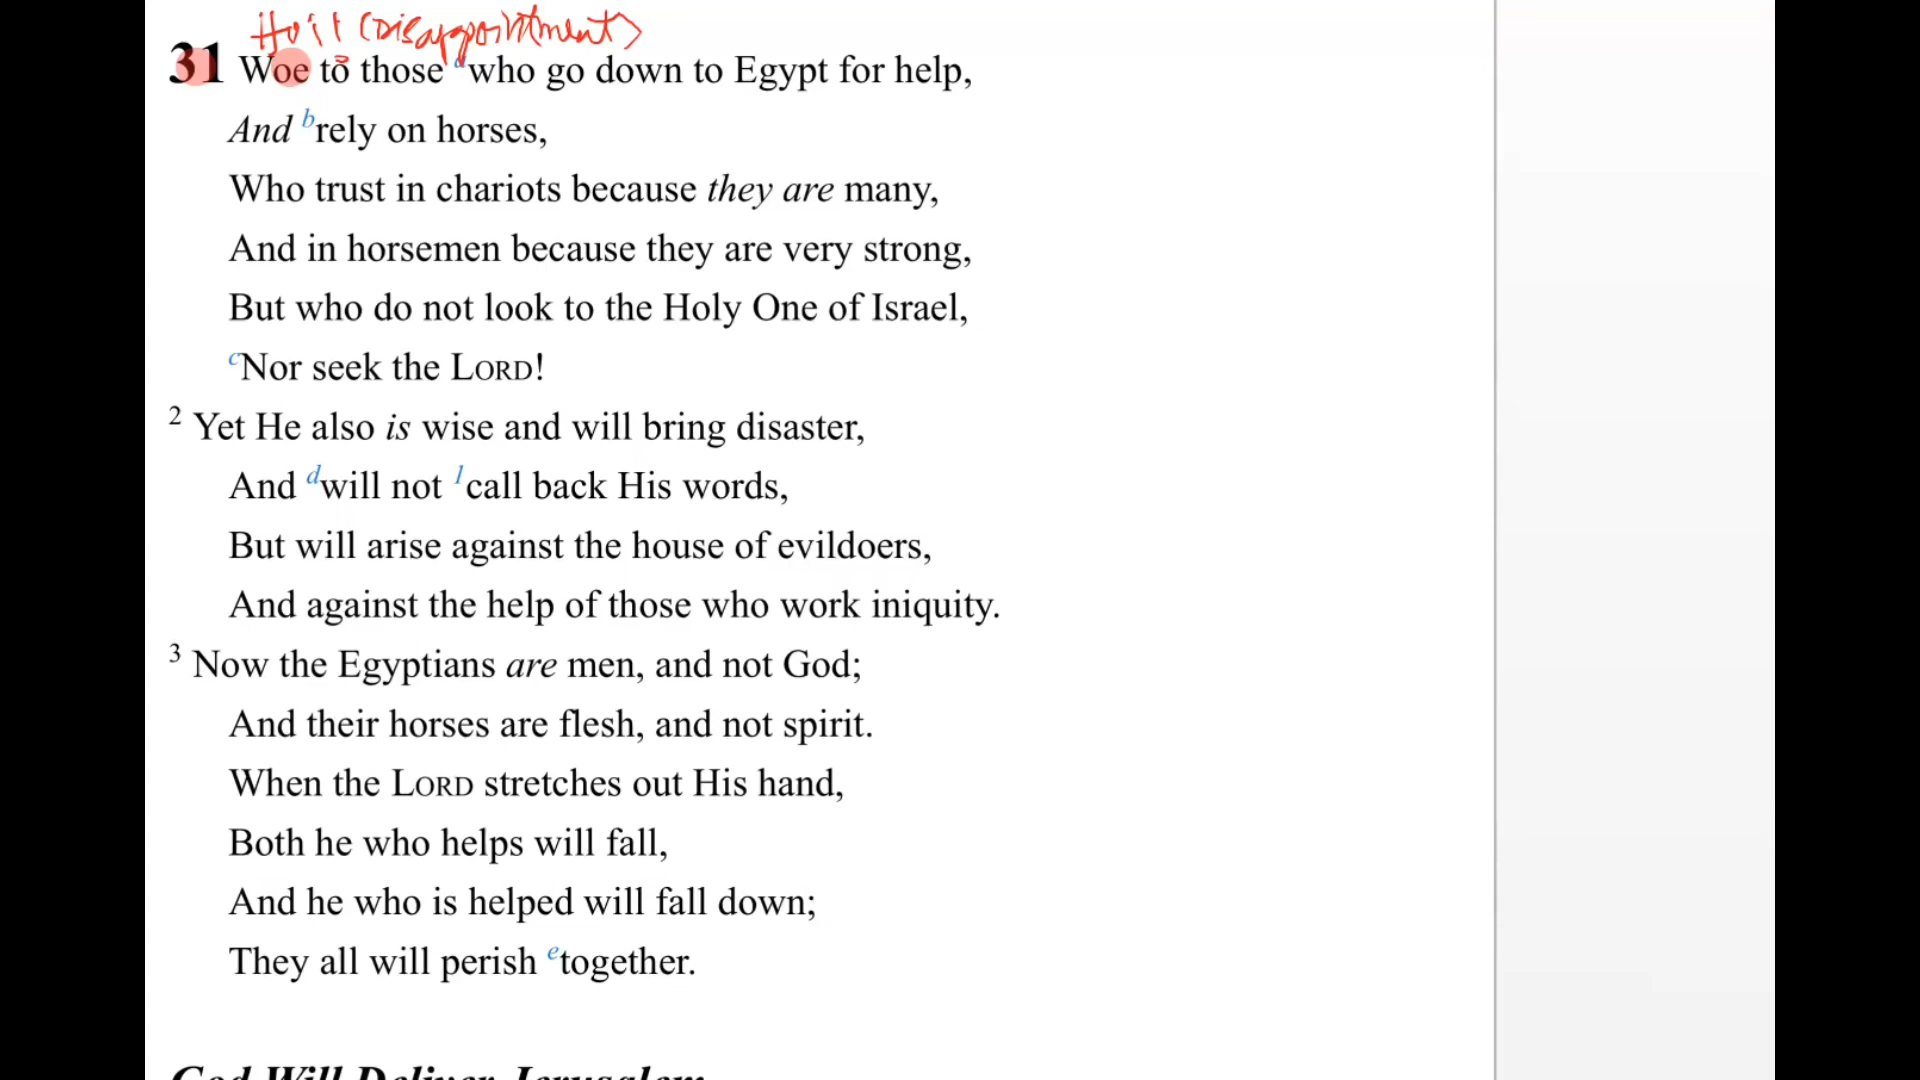 Hoil (Disappointment)
31 Woe to those a who go down to Egypt for help,
And b rely on horses,
Who trust in chariots because they are many,
And in horsemen because they are very strong,
But who do not look to the Holy One of Israel,
c Nor seek the LORD!
2 Yet He also is wise and will bring disaster,
And d will not 1 call back His words,
But will arise against the house of evildoers,
And against the help of those who work iniquity.
3 Now the Egyptians are men, and not God;
And their horses are flesh, and not spirit.
When the LORD stretches out His hand,
Both he who helps will fall,
And he who is helped will fall down;
They all will perish e together.
God Will Deliver Jerusalem